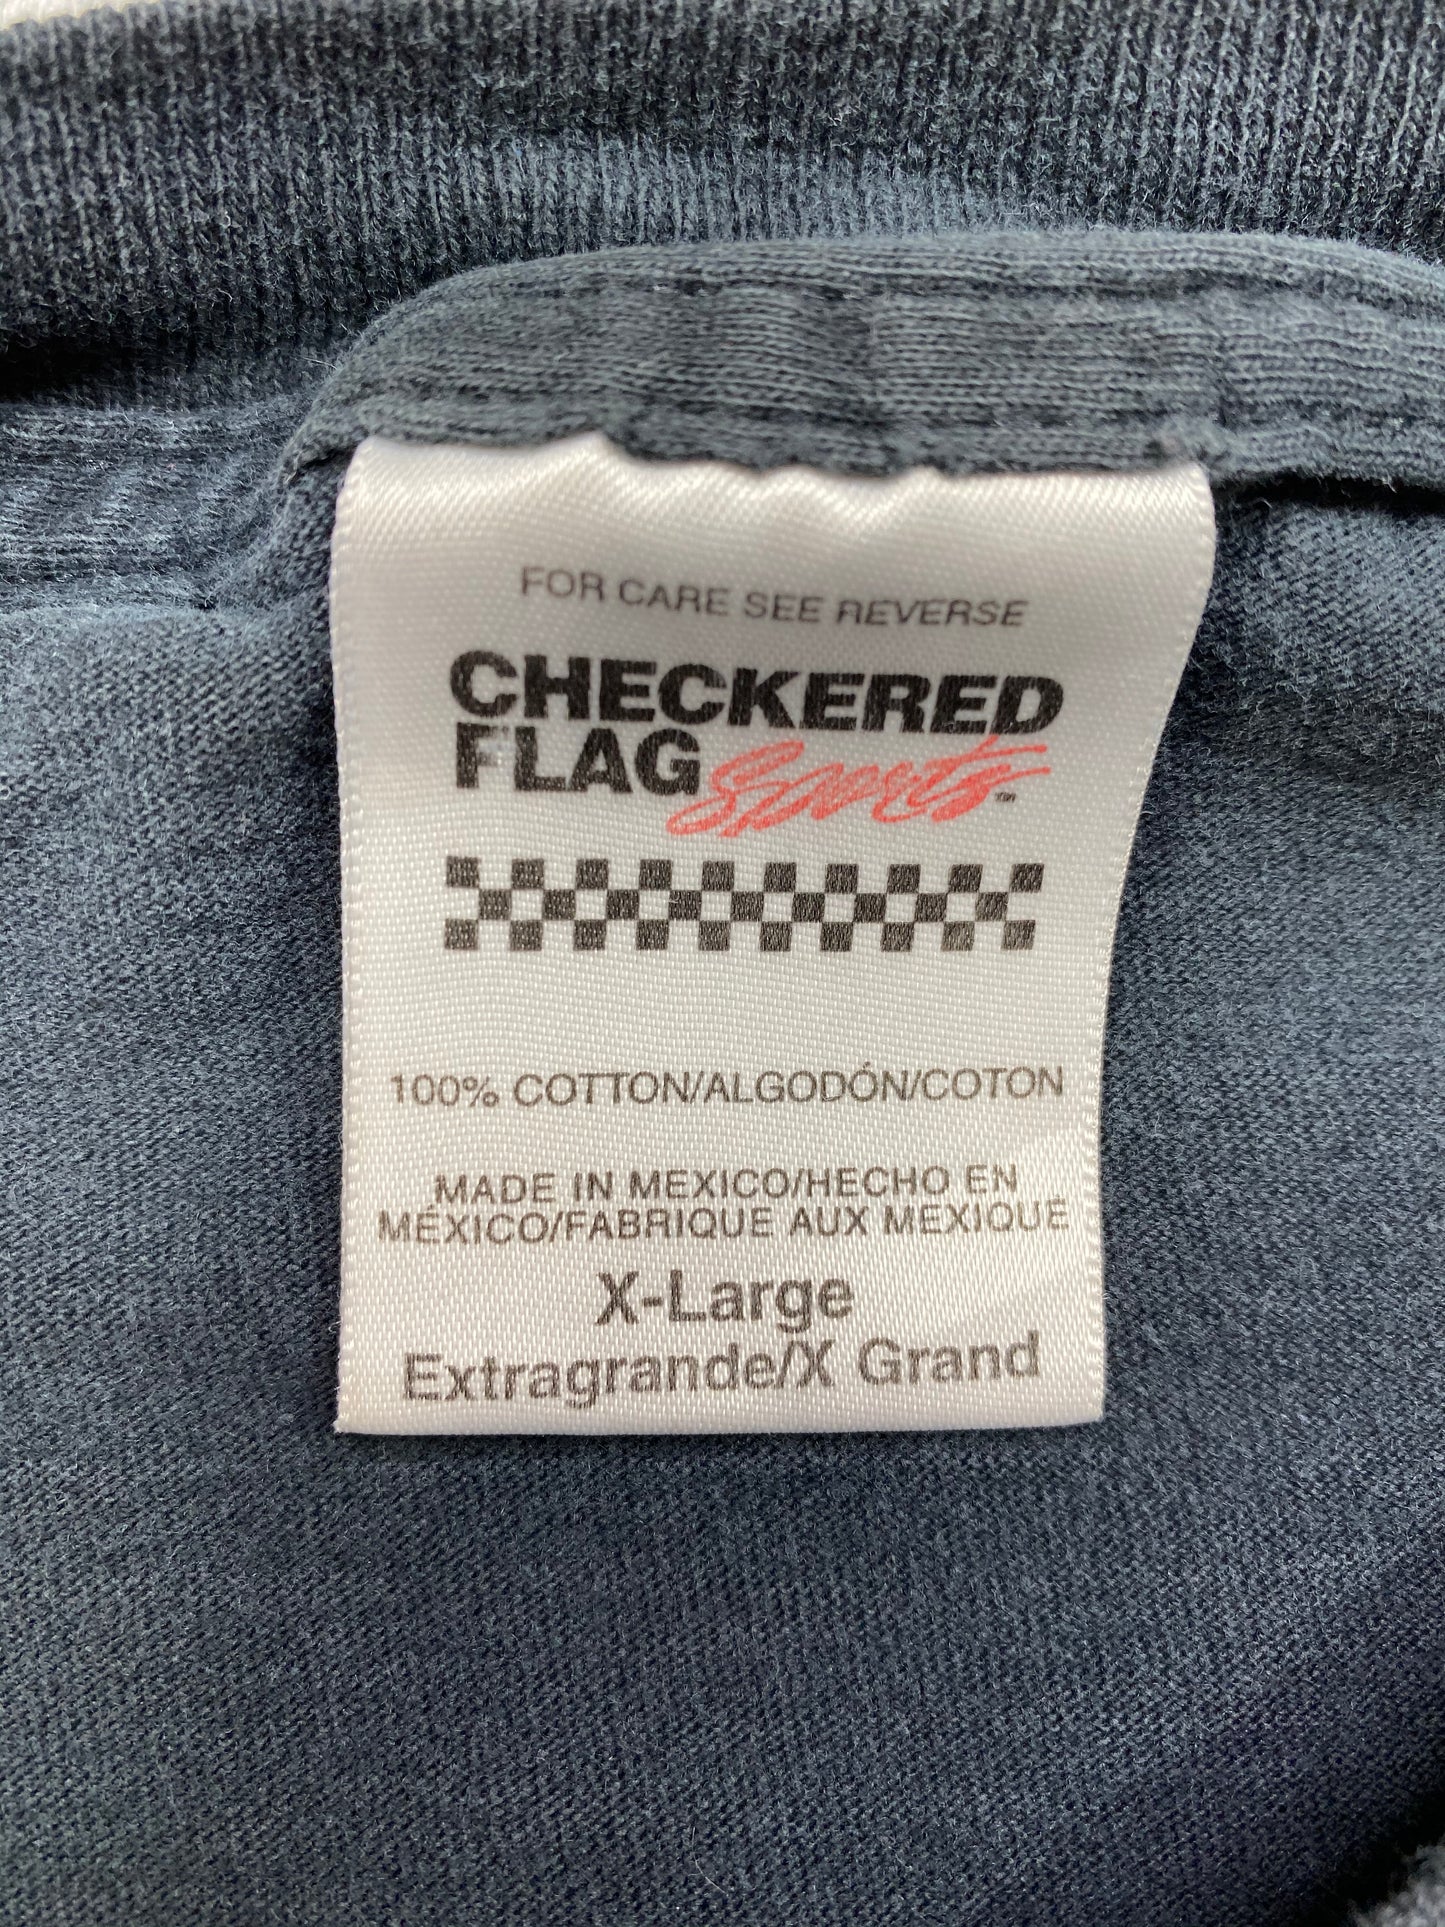 FOR CARE SEE REVERSE
CHECKERED
FLAG Sports™
100% COTTON/ALGODÓN/COTON
MADE IN MEXICO/HECHO EN
MÉXICO/FABRIQUE AUX MEXIQUE
X-Large
Extragrande/X Grand